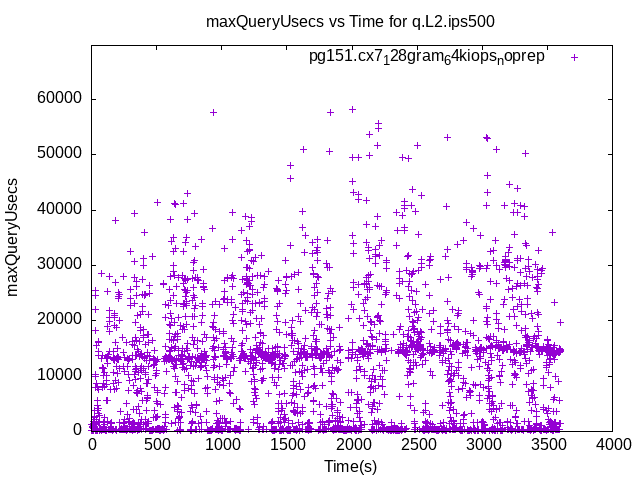 maxQueryUsecs vs Time for q.L2.ips500
pg151.cx7_128gram_64kiops_noprep
60000
50000
40000
30000
20000
10000
0
maxQueryUsecs
0 500 1000 1500 2000 2500 3000 3500 4000
Time(s)